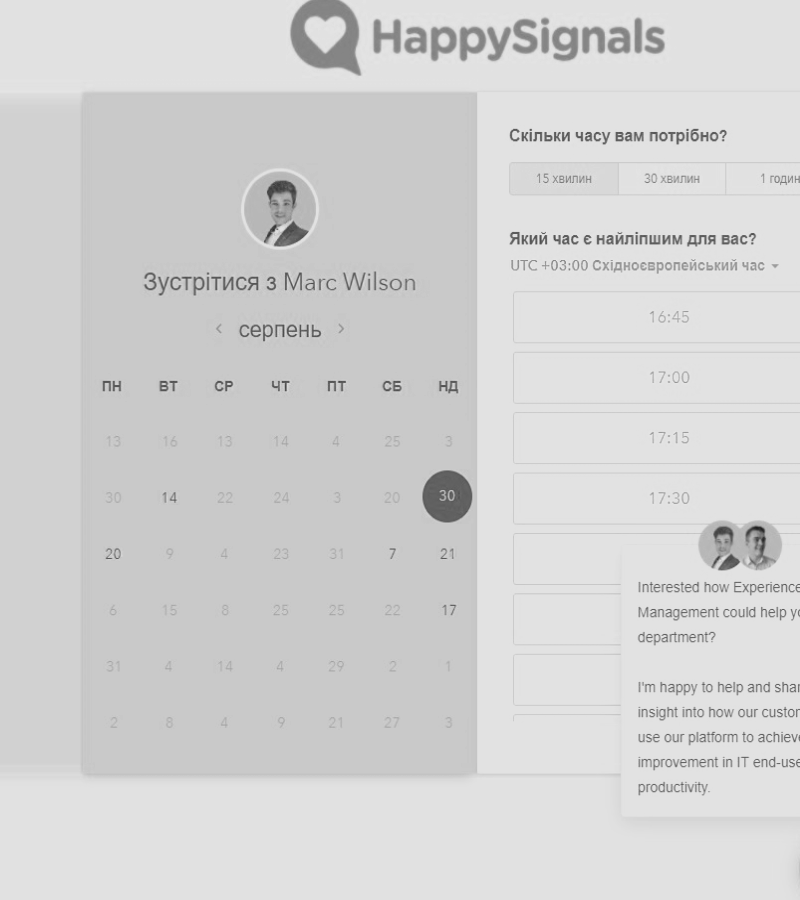 HappySignals
Зустрітися з Marc Wilson
серпень
ПН ВТ СР ЧТ ПТ СБ НД
13 16 13 14 4 25 3
30 14 22 24 3 20 30
20 9 4 23 31 7 21
6 15 8 25 25 22 17
31 4 14 4 29 2 1
2 8 4 9 21 27 3
Скільки часу вам потрібно?
15 хвилин 30 хвилин 1 годин
Який час є найліпшим для вас?
UTC +03:00 Східноєвропейський час
16:45
17:00
17:15
17:30
Interested how Experience
Management could help yo
department?
I'm happy to help and shar
insight into how our custon
use our platform to achieve
improvement in IT end-use
productivity.